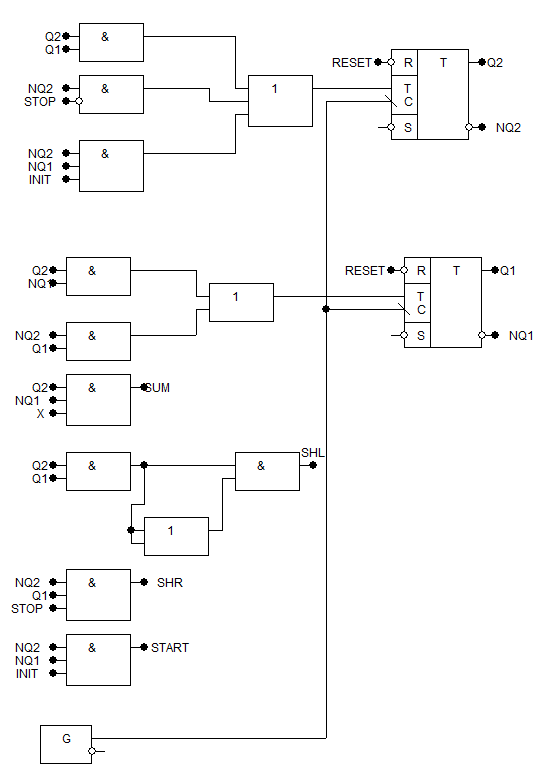 Q2 & RESET R T Q2
Q1
NQ2 & 1 T
STOP C
S NQ2
NQ2 &
NQ1
INIT
Q2 & RESET R T Q1
NQ1
1 T
C
NQ2 & S NQ1
Q1
Q2 & SUM
NQ1
X
SHL
Q2 & &
Q1
1
NQ2 & SHR
Q1
STOP
NQ2 & START
NQ1
INIT
G